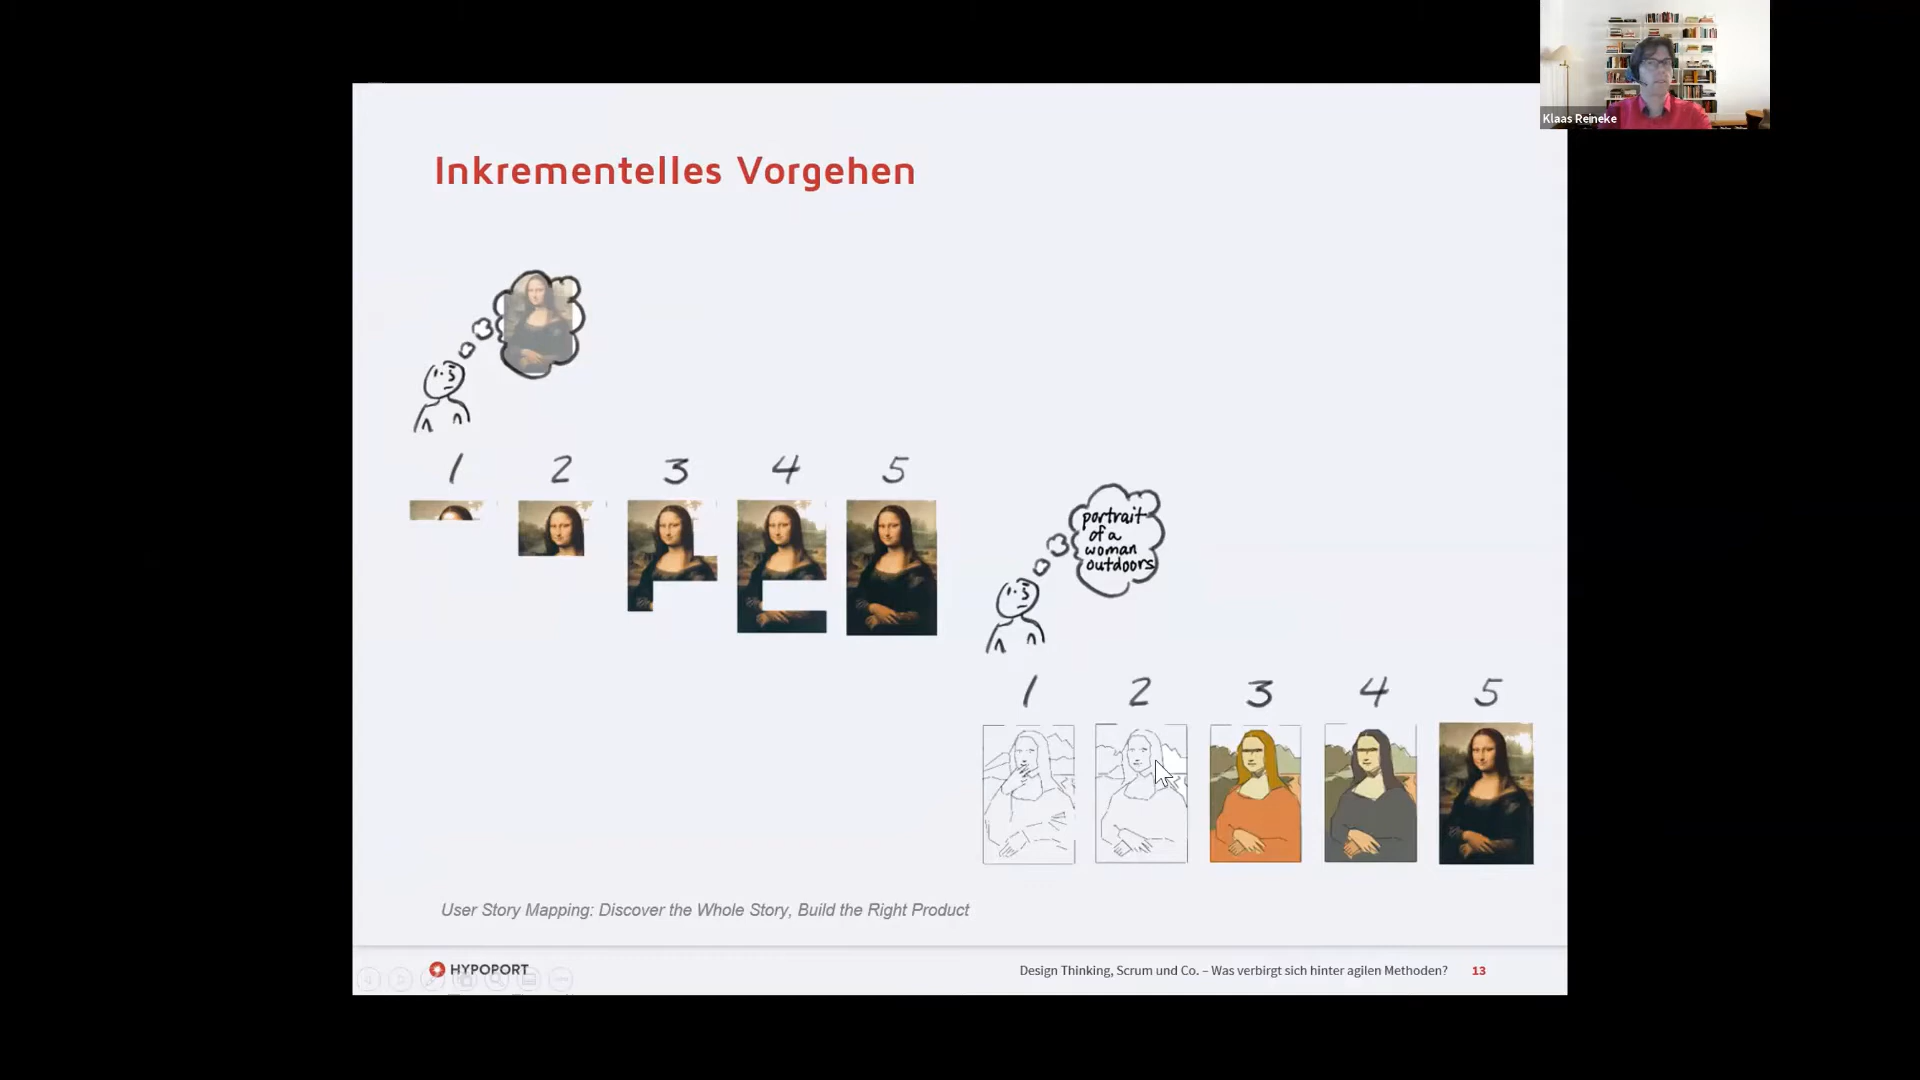 Klaas Reineke
Inkrementelles Vorgehen
1 2 3 4 5
portrait
of a
woman
outdoors
1 2 3 4 5
User Story Mapping: Discover the Whole Story, Build the Right Product
HYPOPORT
Design Thinking, Scrum und Co. – Was verbirgt sich hinter agilen Methoden? 13